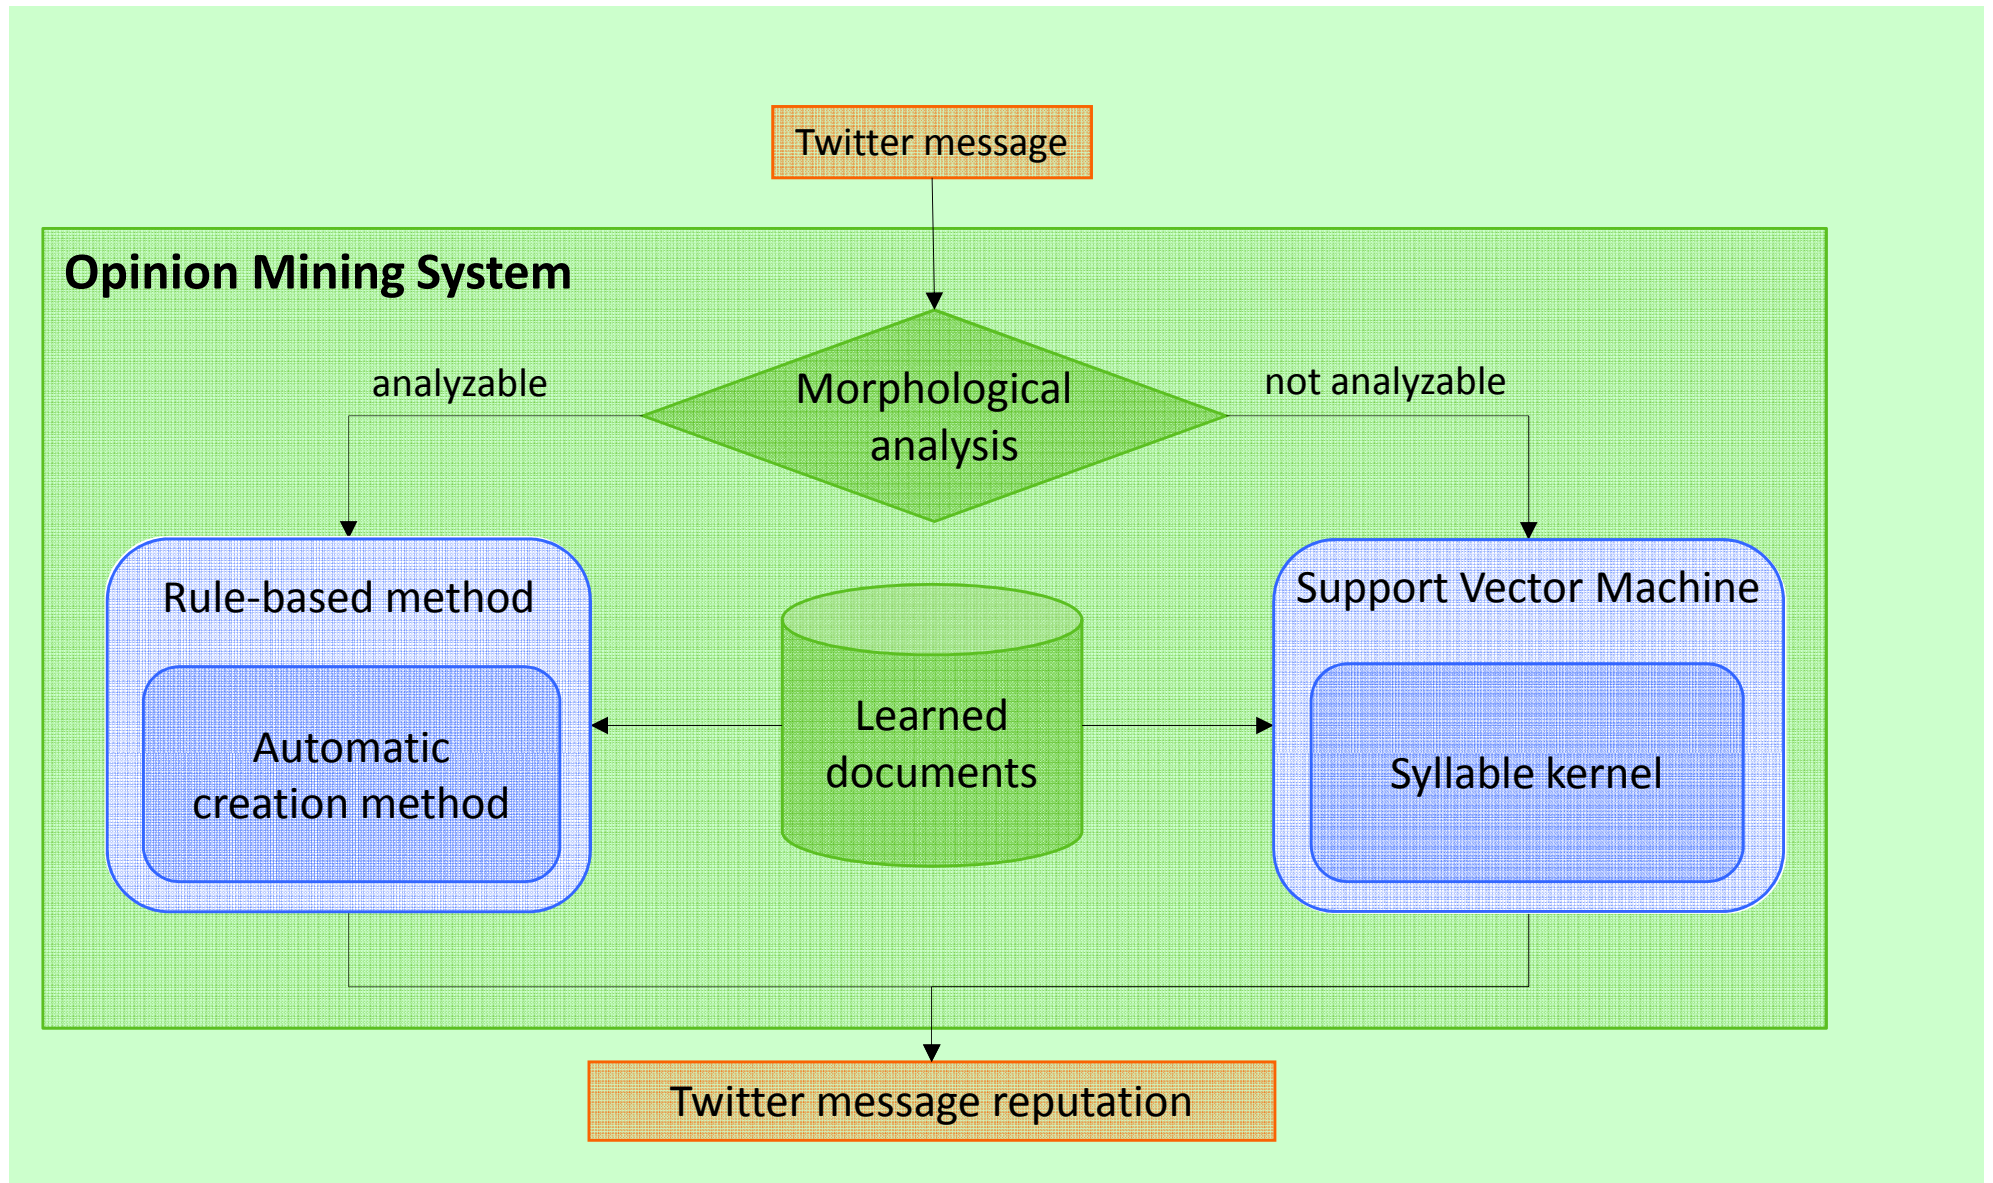 Twitter message
Opinion Mining System
analyzable
Morphological
analysis
not analyzable
Rule-based method
Automatic
creation method
Learned
documents
Support Vector Machine
Syllable kernel
Twitter message reputation